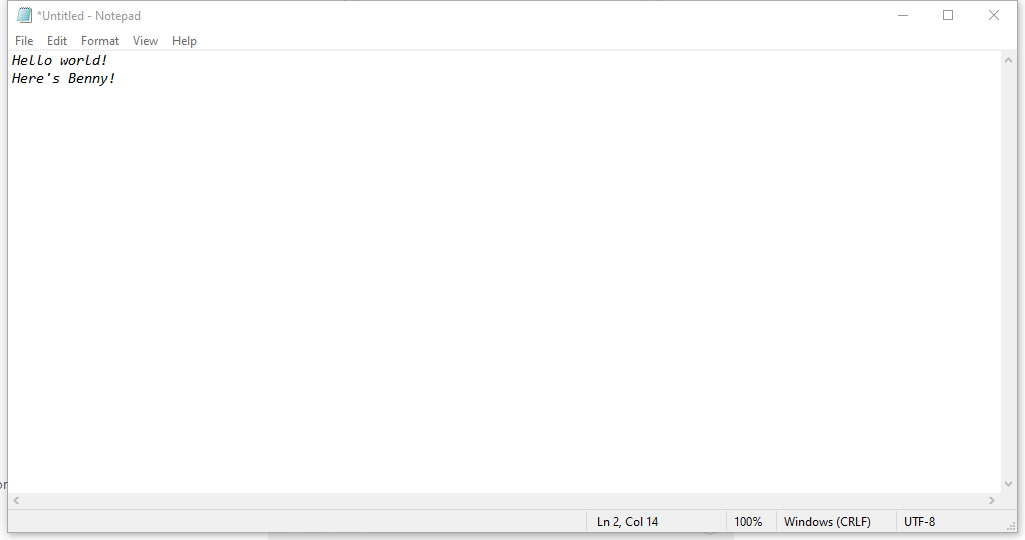 *Untitled - Notepad
File Edit Format View Help
Hello world!
Here's Benny!
or
Ln 2, Col 14 100% Windows (CRLF) UTF-8